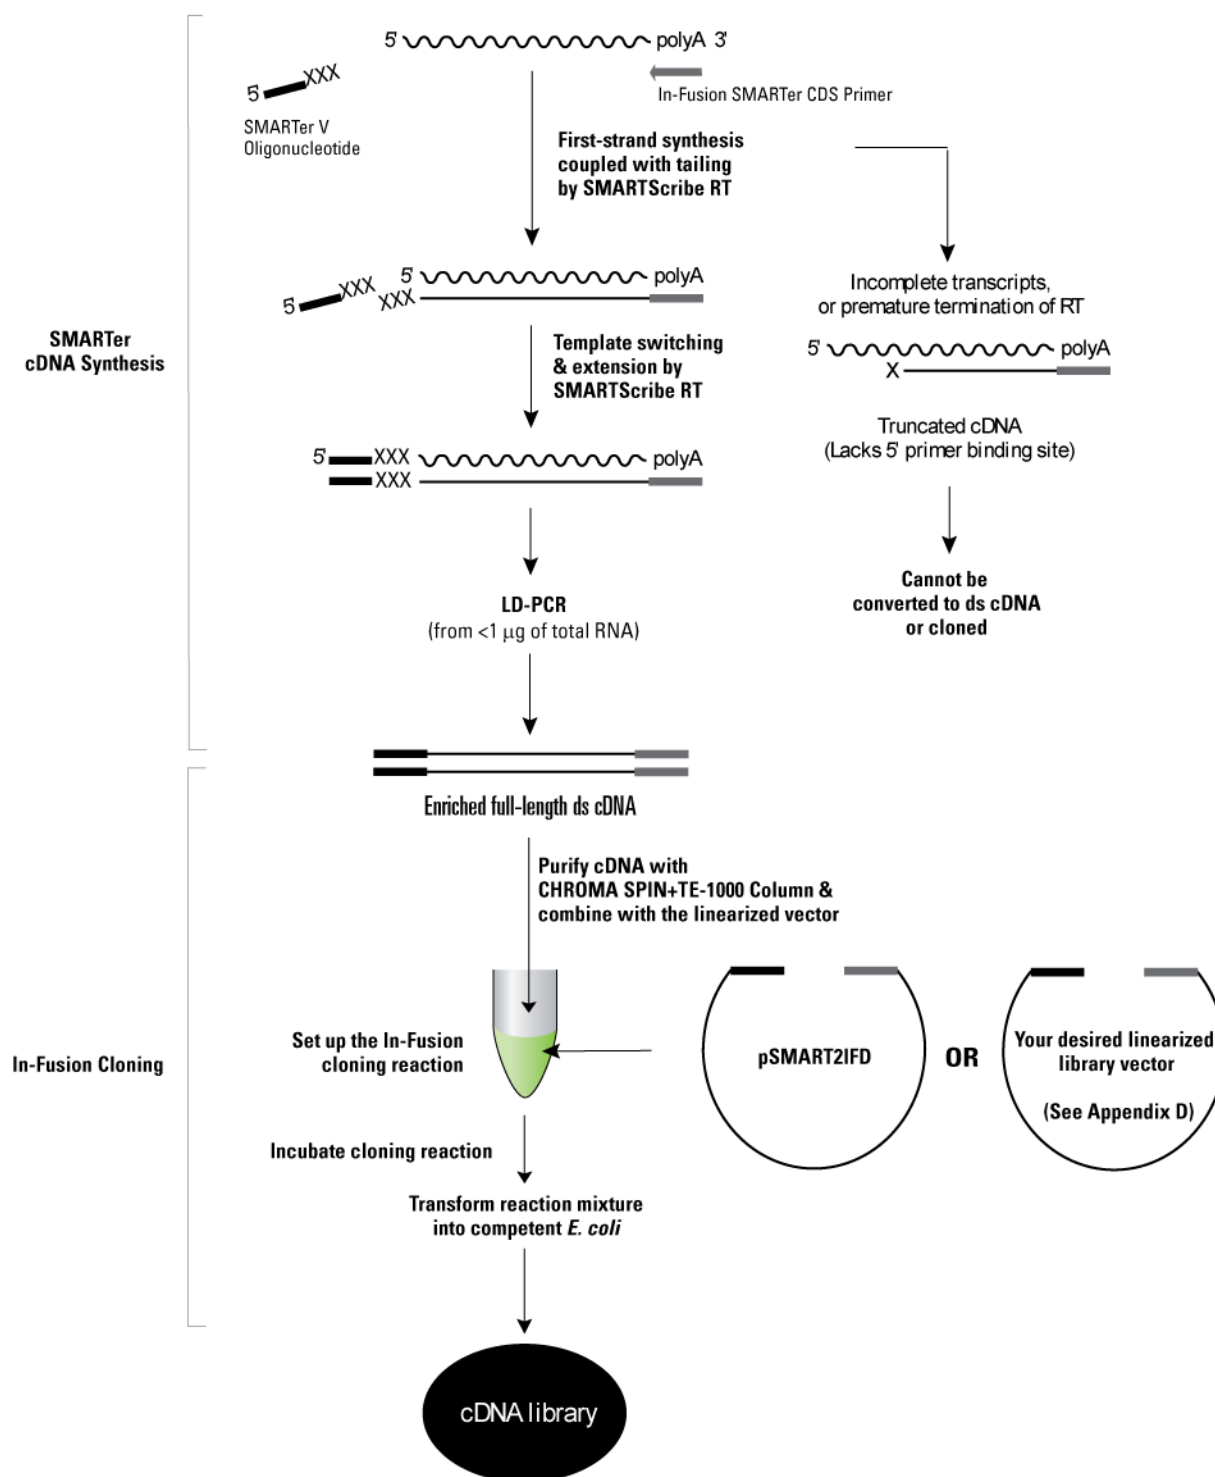 5' polyA 3'
5' XXX
In-Fusion SMARTer CDS Primer
SMARTer V
Oligonucleotide
First-strand synthesis
coupled with tailing
by SMARTScribe RT
5' polyA
5' XXX XXX
Incomplete transcripts,
or premature termination of RT
5' polyA
X
Truncated cDNA
(Lacks 5' primer binding site)
Cannot be
converted to ds cDNA
or cloned
SMARTer
cDNA Synthesis
Template switching
& extension by
SMARTScribe RT
5' XXX polyA
XXX
LD-PCR
(from <1 μg of total RNA)
Enriched full-length ds cDNA
Purify cDNA with
CHROMA SPIN+TE-1000 Column &
combine with the linearized vector
In-Fusion Cloning
Set up the In-Fusion
cloning reaction
pSMART2IFD
OR
Your desired linearized
library vector
(See Appendix D)
Incubate cloning reaction
Transform reaction mixture
into competent E. coli
cDNA library